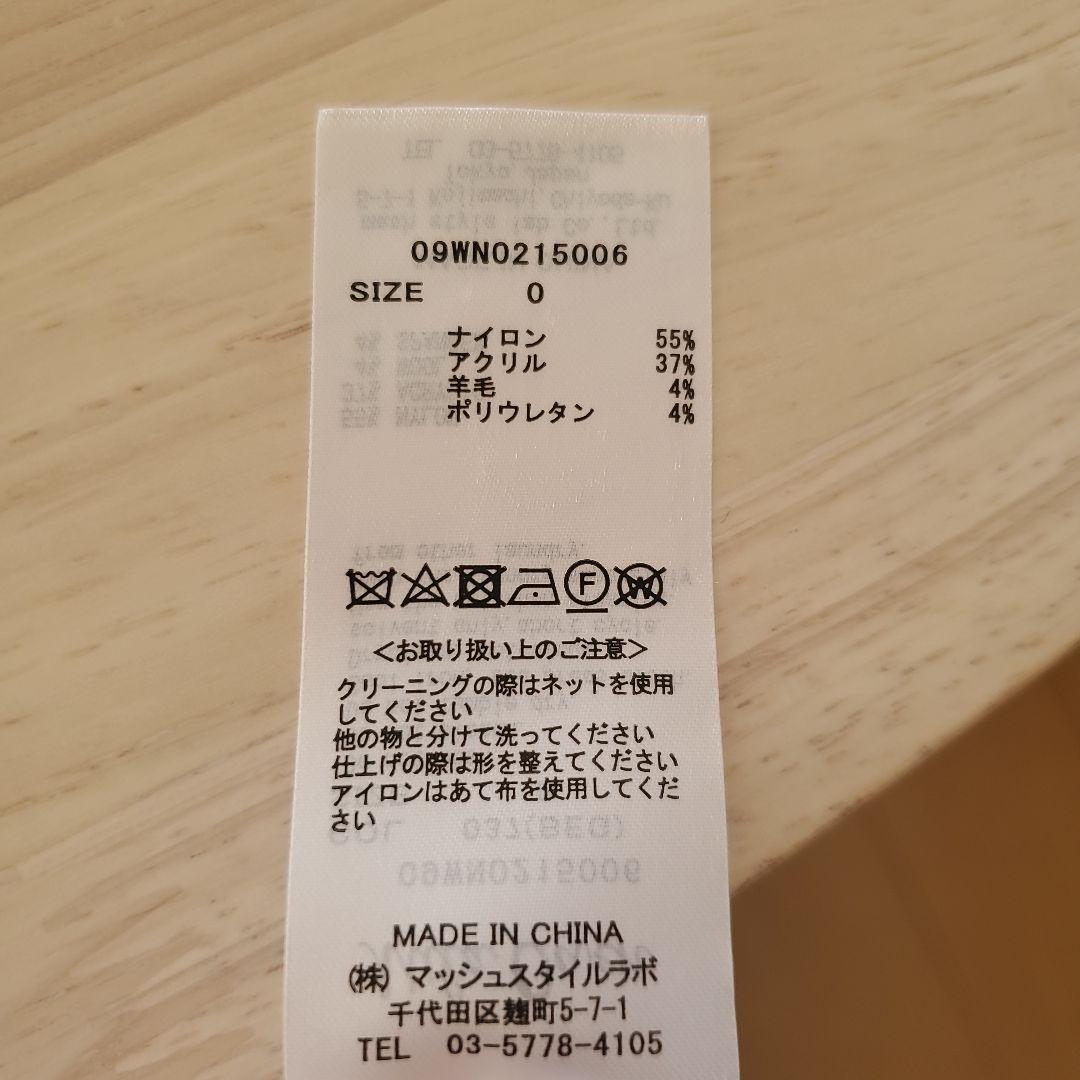 09WN0215006
SIZE 0
ナイロン 55%
アクリル 37%
羊毛 4%
ポリウレタン 4%
F W
<お取り扱い上のご注意>
クリーニングの際はネットを使用
してください
他の物と分けて洗ってください
仕上げの際は形を整えてください
アイロンはあて布を使用してくだ
さい
MADE IN CHINA
(株) マッシュスタイルラボ
千代田区麹町5-7-1
TEL 03-5778-4105